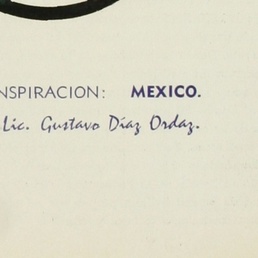 NSPIRACION: MEXICO.
Lic. Gustavo Díaz Ordaz.